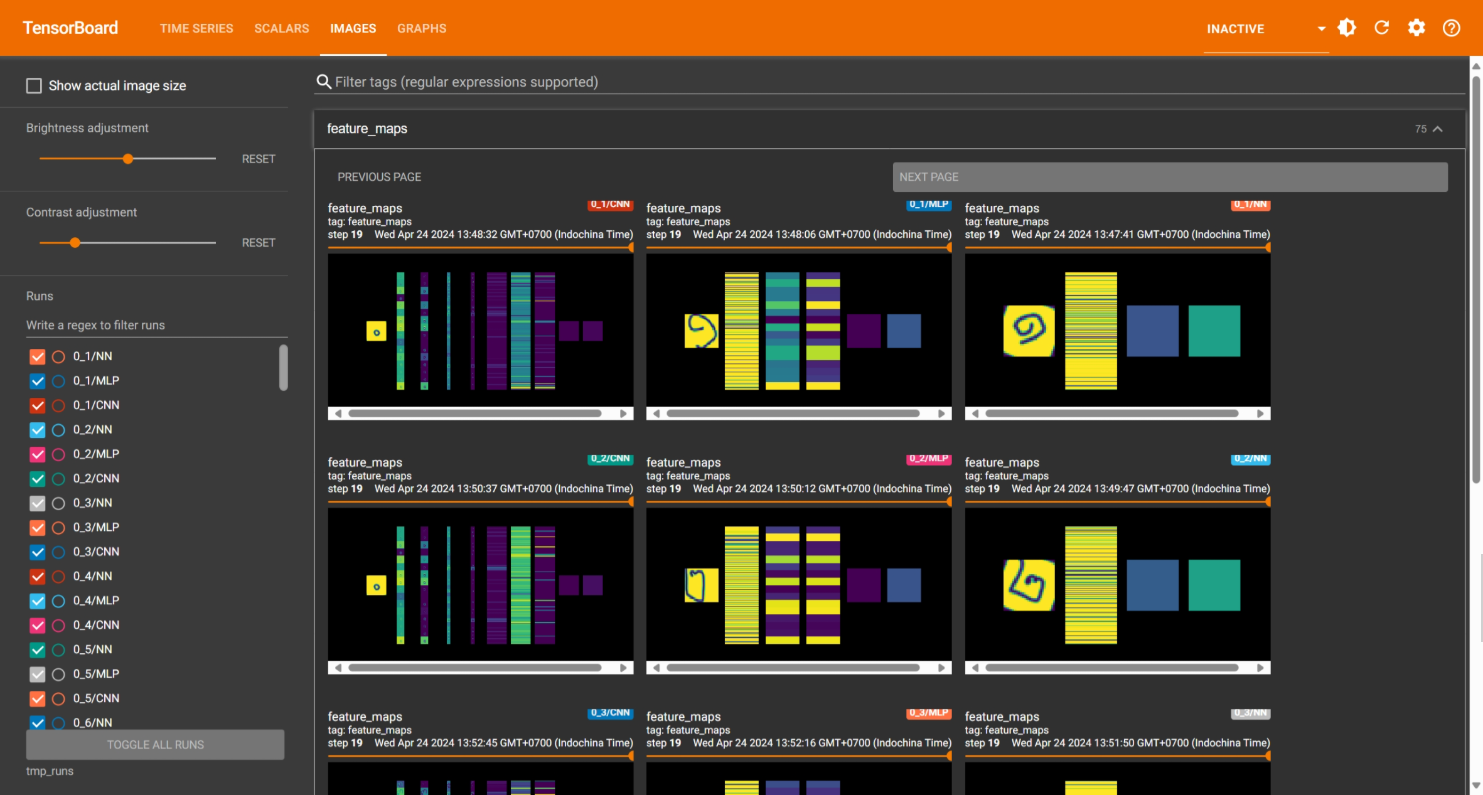 TensorBoard TIME SERIES SCALARS IMAGES GRAPHS INACTIVE
Show actual image size
Brightness adjustment
RESET
Contrast adjustment
RESET
Runs
Write a regex to filter runs
0_1/NN
0_1/MLP
0_1/CNN
0_2/NN
0_2/MLP
0_2/CNN
0_3/NN
0_3/MLP
0_3/CNN
0_4/NN
0_4/MLP
0_4/CNN
0_5/NN
0_5/MLP
0_5/CNN
0_6/NN
TOGGLE ALL RUNS
tmp_runs
Filter tags (regular expressions supported)
feature_maps 75
PREVIOUS PAGE NEXT PAGE
feature_maps 0_1/CNN
tag: feature_maps
step 19 Wed Apr 24 2024 13:48:32 GMT+0700 (Indochina Time)
feature_maps 0_1/MLP
tag: feature_maps
step 19 Wed Apr 24 2024 13:48:06 GMT+0700 (Indochina Time)
feature_maps 0_1/NN
tag: feature_maps
step 19 Wed Apr 24 2024 13:47:41 GMT+0700 (Indochina Time)
feature_maps 0_2/CNN
tag: feature_maps
step 19 Wed Apr 24 2024 13:50:37 GMT+0700 (Indochina Time)
feature_maps 0_2/MLP
tag: feature_maps
step 19 Wed Apr 24 2024 13:50:12 GMT+0700 (Indochina Time)
feature_maps 0_2/NN
tag: feature_maps
step 19 Wed Apr 24 2024 13:49:47 GMT+0700 (Indochina Time)
feature_maps 0_3/CNN
tag: feature_maps
step 19 Wed Apr 24 2024 13:52:45 GMT+0700 (Indochina Time)
feature_maps 0_3/MLP
tag: feature_maps
step 19 Wed Apr 24 2024 13:52:16 GMT+0700 (Indochina Time)
feature_maps 0_3/NN
tag: feature_maps
step 19 Wed Apr 24 2024 13:51:50 GMT+0700 (Indochina Time)